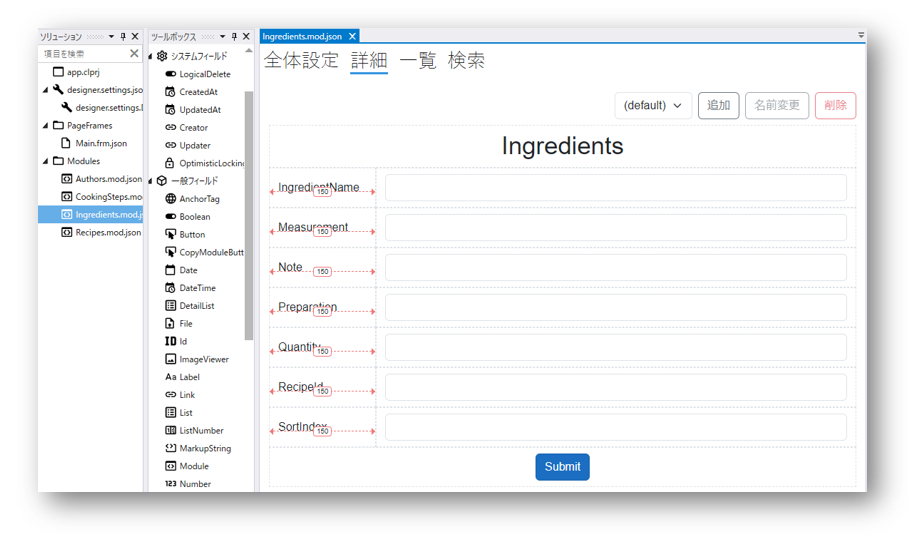 ソリューション
項目を検索
app.clprj
designer.settings.jso
designer.settings.l
PageFrames
Main.frm.json
Modules
Authors.mod.json
CookingSteps.mo
Ingredients.mod.j
Recipes.mod.json
ツールボックス
システムフィールド
LogicalDelete
CreatedAt
UpdatedAt
Creator
Updater
OptimisticLocking
一般フィールド
AnchorTag
Boolean
Button
CopyModuleButt
Date
DateTime
DetailList
File
Id
ImageViewer
Label
Link
List
ListNumber
MarkupString
Module
Number
Ingredients.mod.json
全体設定 詳細 一覧 検索
(default) 追加 名前変更 削除
Ingredients
IngredientName
150
Measurement
150
Note
150
Preparation
150
Quantity
150
RecipeId
150
SortIndex
150
Submit